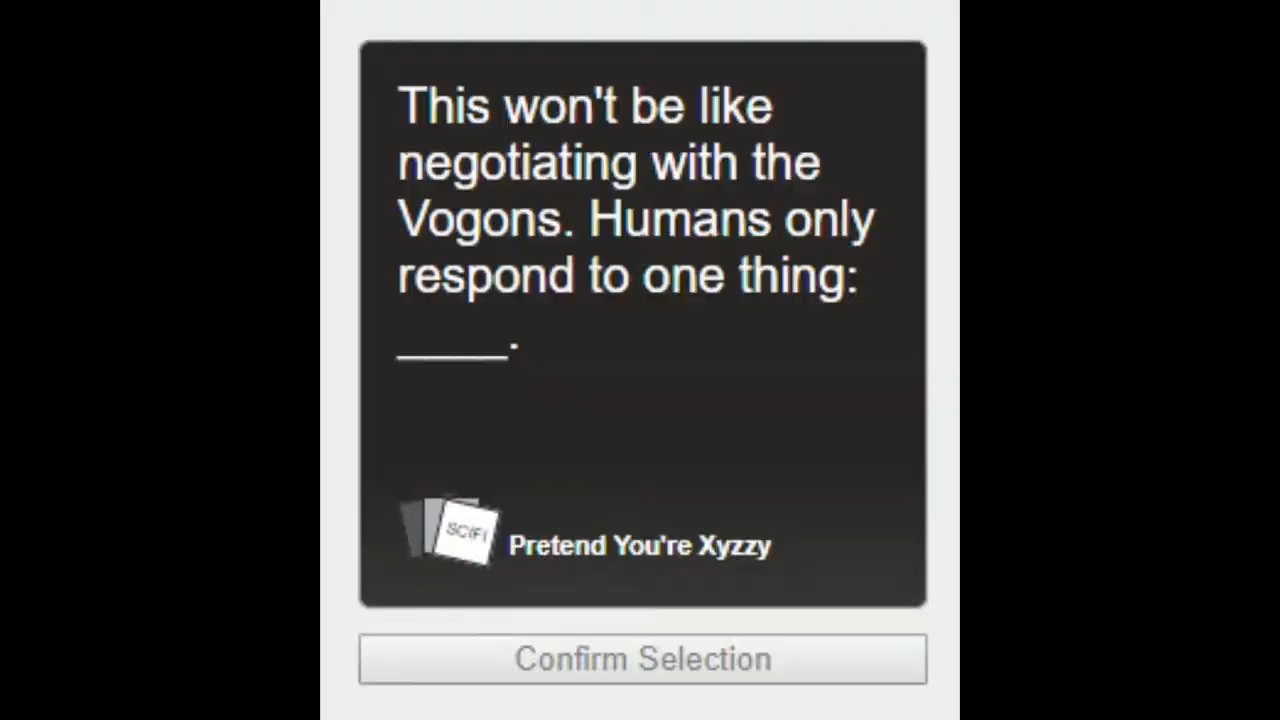 This won't be like
negotiating with the
Vogons. Humans only
respond to one thing:
_____.
SCIFI
Pretend You're Xyzzy
Confirm Selection